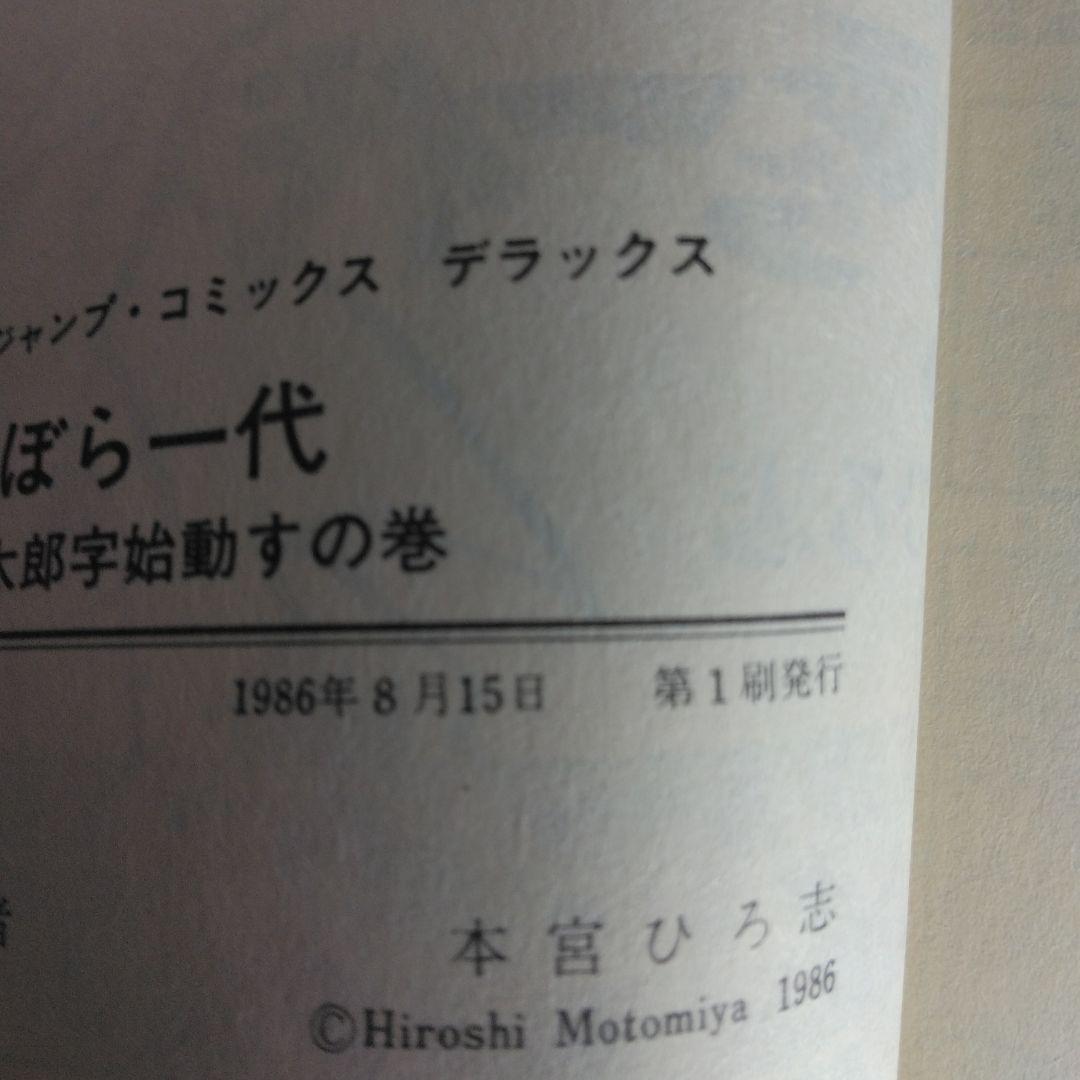 ジャンプ・コミックス デラックス
ぼら一代
太郎字始動すの巻
1986年8月15日 第1刷発行
者
本宮ひろ志
©Hiroshi Motomiya 1986